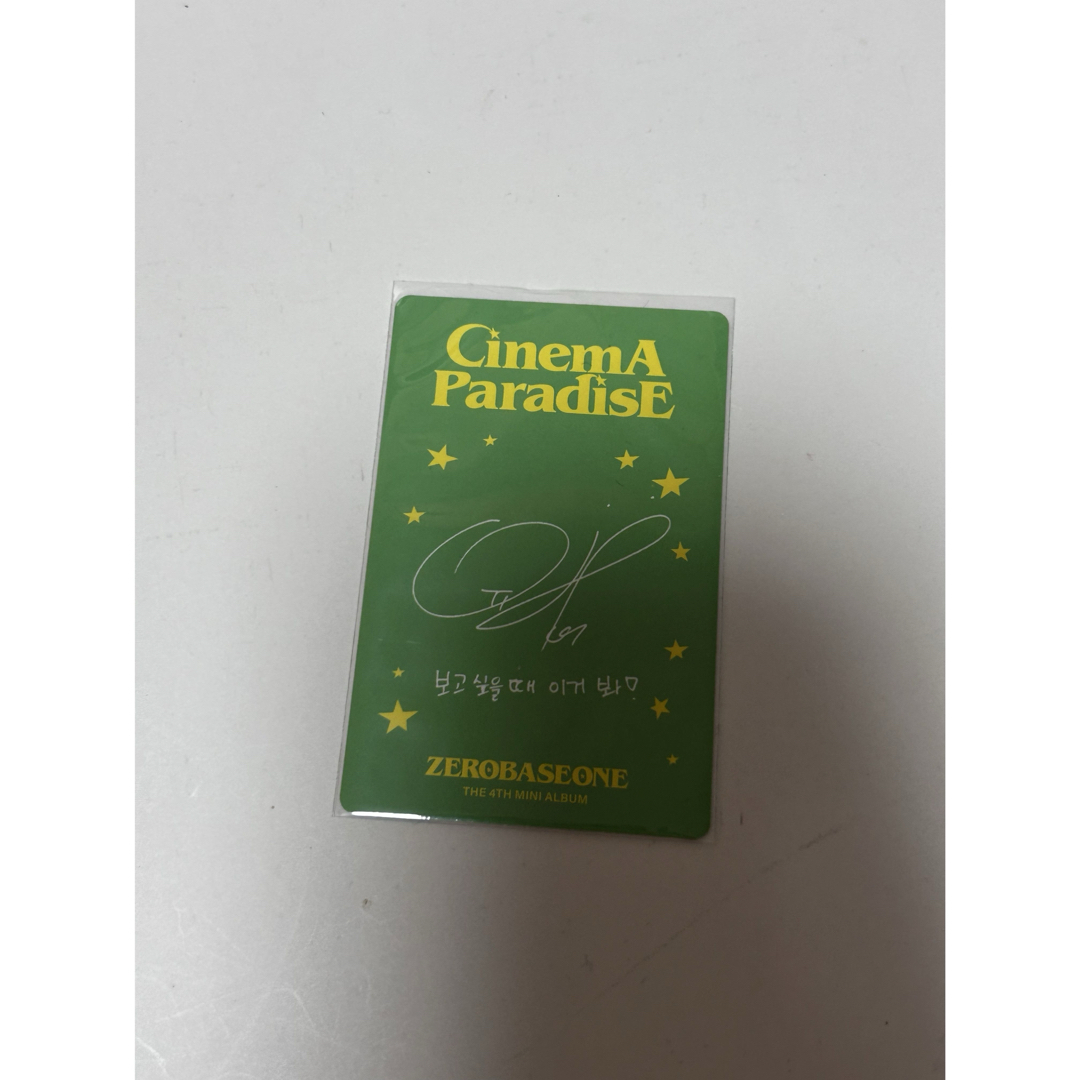 CinemA
ParadisE
보고 싶을 때 이거 봐!
ZEROBASEONE
THE 4TH MINI ALBUM